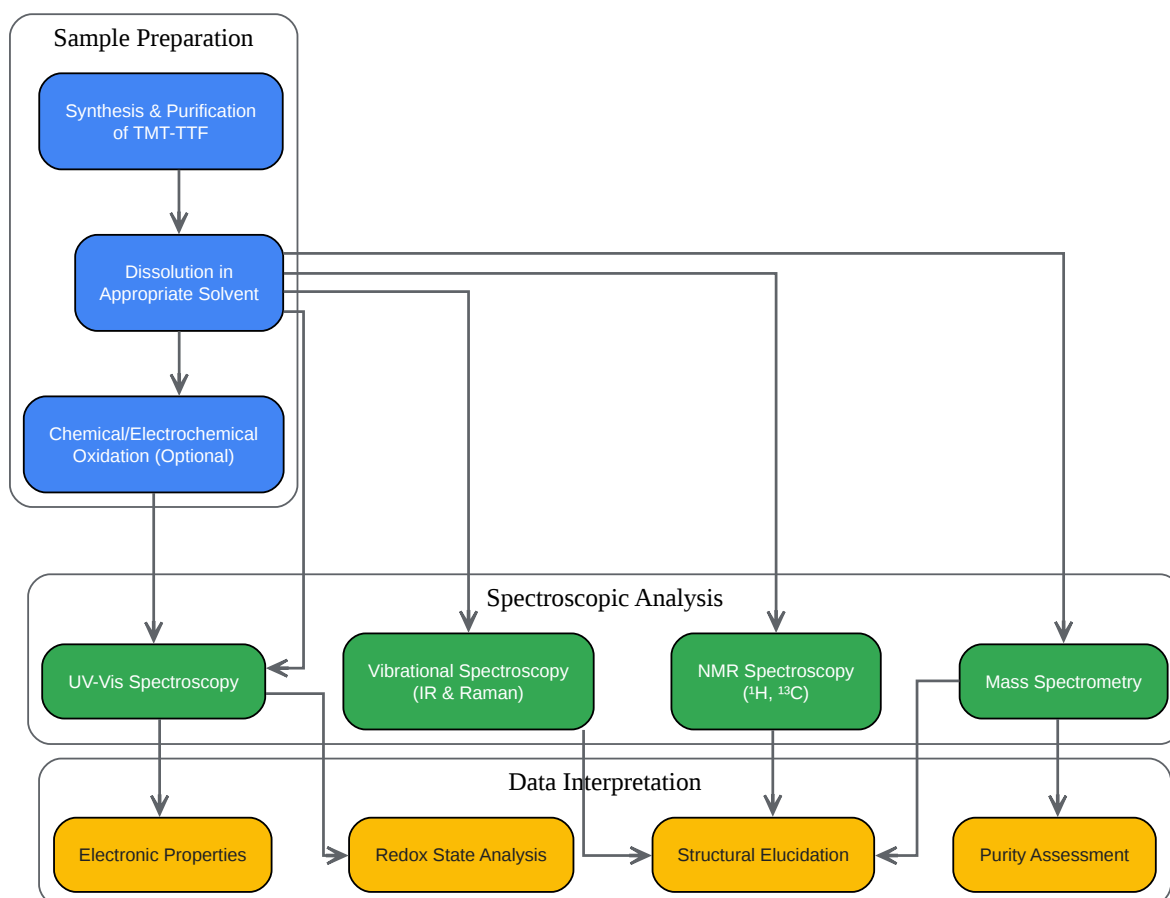 Sample Preparation
Synthesis & Purification
of TMT-TTF
Dissolution in
Appropriate Solvent
Chemical/Electrochemical
Oxidation (Optional)
Spectroscopic Analysis
UV-Vis Spectroscopy
Vibrational Spectroscopy
(IR & Raman)
NMR Spectroscopy
(¹H, ¹³C)
Mass Spectrometry
Data Interpretation
Electronic Properties
Redox State Analysis
Structural Elucidation
Purity Assessment